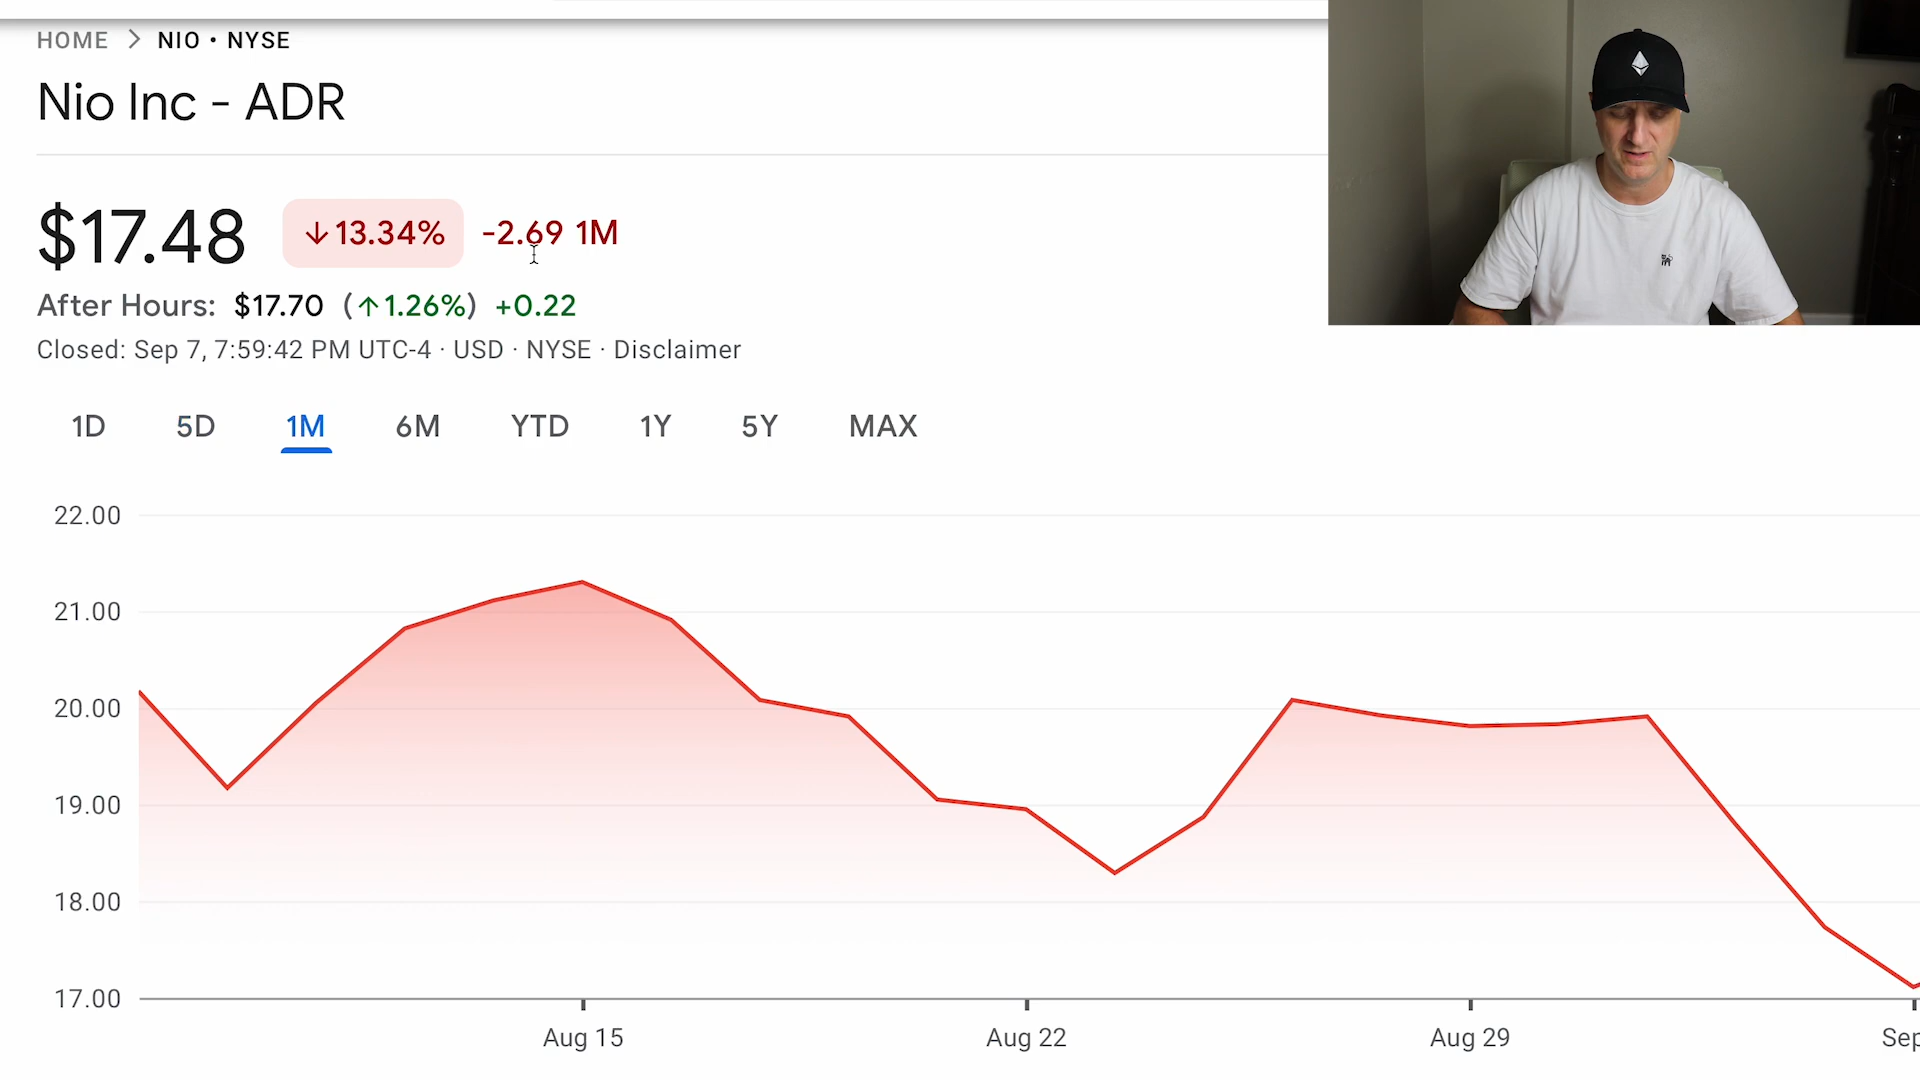 HOME > NIO • NYSE
Nio Inc - ADR
$17.48 ↓13.34% -2.69 1M
After Hours: $17.70 (↑1.26%) +0.22
Closed: Sep 7, 7:59:42 PM UTC-4 · USD · NYSE · Disclaimer
1D 5D 1M 6M YTD 1Y 5Y MAX
22.00
21.00
20.00
19.00
18.00
17.00
Aug 15 Aug 22 Aug 29 Sep